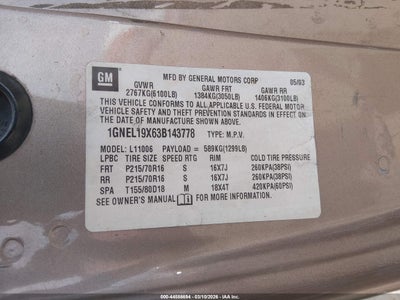 GM
MFD BY GENERAL MOTORS CORP 05/03
GVWR GAWR FRT GAWR RR
2767KG(6100LB) 1384KG(3050LB) 1406KG(3100LB)
THIS VEHICLE CONFORMS TO ALL APPLICABLE U.S. FEDERAL MOTOR
VEHICLE SAFETY AND THEFT PREVENTION STANDARDS IN EFFECT
ON THE DATE OF MANUFACTURE SHOWN ABOVE.
1GNEL19X63B143778 TYPE: M.P.V.
MODEL: L11006 PAYLOAD = 589KG(1299LB)
LPBC TIRE SIZE SPEED RTG RIM COLD TIRE PRESSURE
FRT P215/70R16 S 16X7J 260KPA(38PSI)
RR P215/70R16 S 16X7J 260KPA(38PSI)
SPA T155/80D18 M 18X4T 420KPA(60PSI)
SEE OWNER'S MANUAL FOR MORE INFORMATION.
000-44558684 - 03/10/2026 - IAA Inc